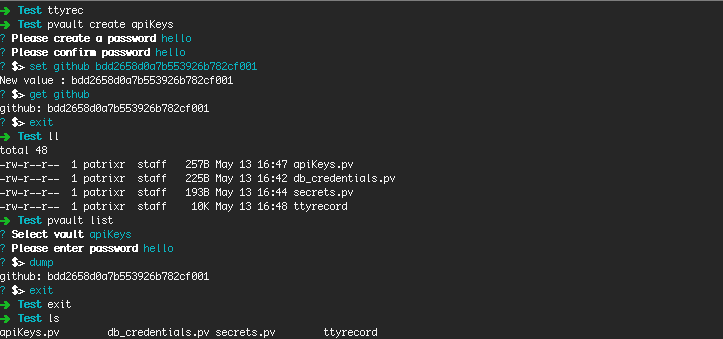 ➜ Test ttyrec
➜ Test pvault create apiKeys
? Please create a password hello
? Please confirm password hello
? $> set github bdd2658d0a7b553926b782cf001
New value : bdd2658d0a7b553926b782cf001
? $> get github
github: bdd2658d0a7b553926b782cf001
? $> exit
➜ Test ll
total 48
-rw-r--r-- 1 patrixr staff 257B May 13 16:47 apiKeys.pv
-rw-r--r-- 1 patrixr staff 225B May 13 16:42 db_credentials.pv
-rw-r--r-- 1 patrixr staff 193B May 13 16:44 secrets.pv
-rw-r--r-- 1 patrixr staff 10K May 13 16:48 ttyrecord
➜ Test pvault list
? Select vault apiKeys
? Please enter password hello
? $> dump
github: bdd2658d0a7b553926b782cf001
? $> exit
➜ Test exit
➜ Test ls
apiKeys.pv db_credentials.pv secrets.pv ttyrecord